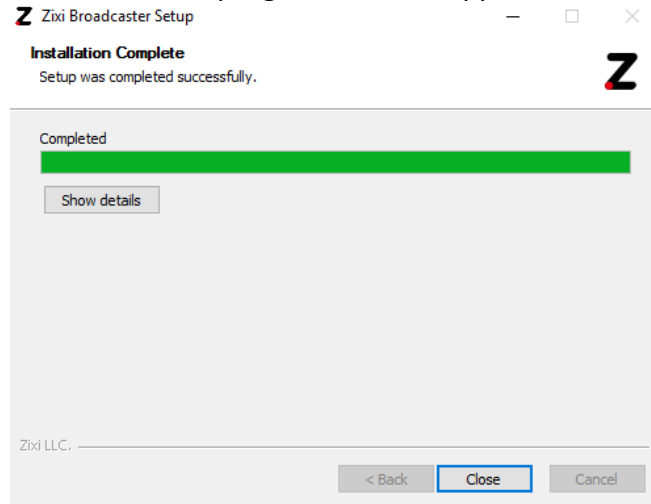 Zixi Broadcaster Setup
Installation Complete
Setup was completed successfully.
Z
Completed
Show details
Zixi LLC.
< Back Close Cancel